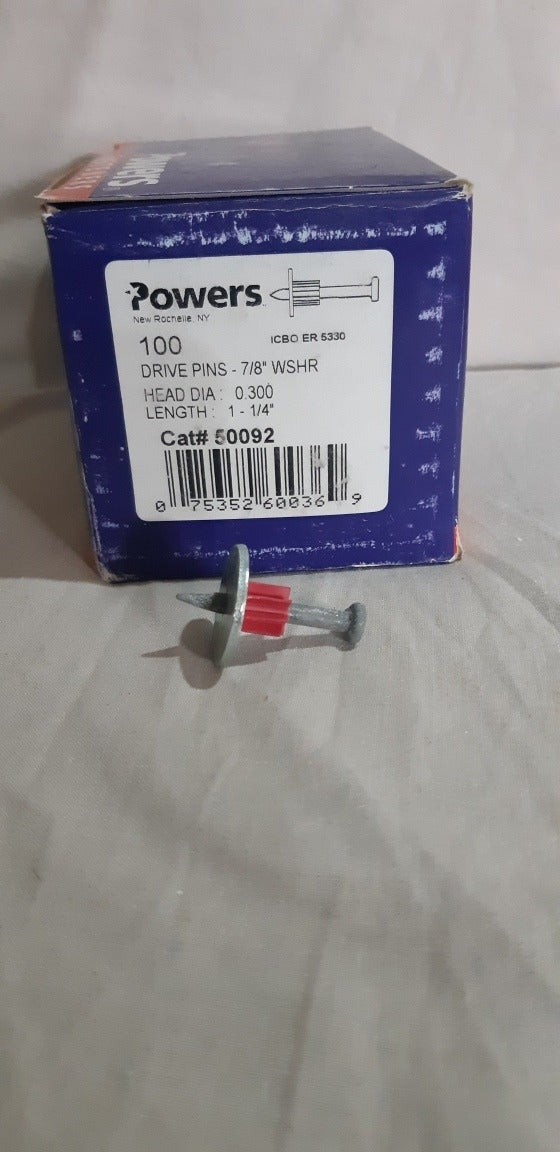 Powers
Powers
New Rochelle, NY
ICBO ER 5330
100
DRIVE PINS - 7/8" WSHR
HEAD DIA : 0.300
LENGTH : 1 - 1/4"
Cat# 50092
0 75352 60036 9